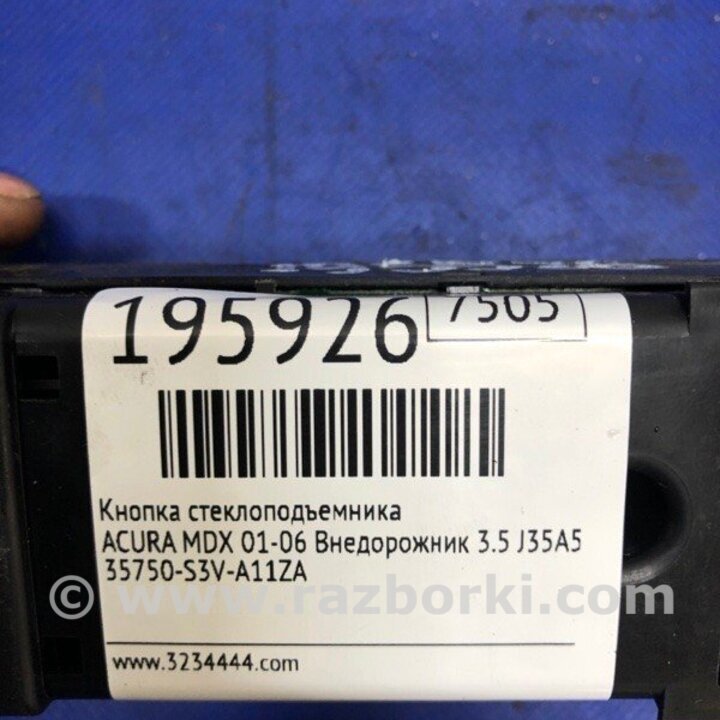 195926 7505
Кнопка стеклоподъемника
ACURA MDX 01-06 Внедорожник 3.5 J35A5
35750-S3V-A11ZA
© www.razborki.com
www.3234444.com